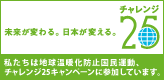 チャレンジ
未来が変わる。日本が変える。
25
私たちは地球温暖化防止国民運動、
チャレンジ25キャンペーンに参加しています。